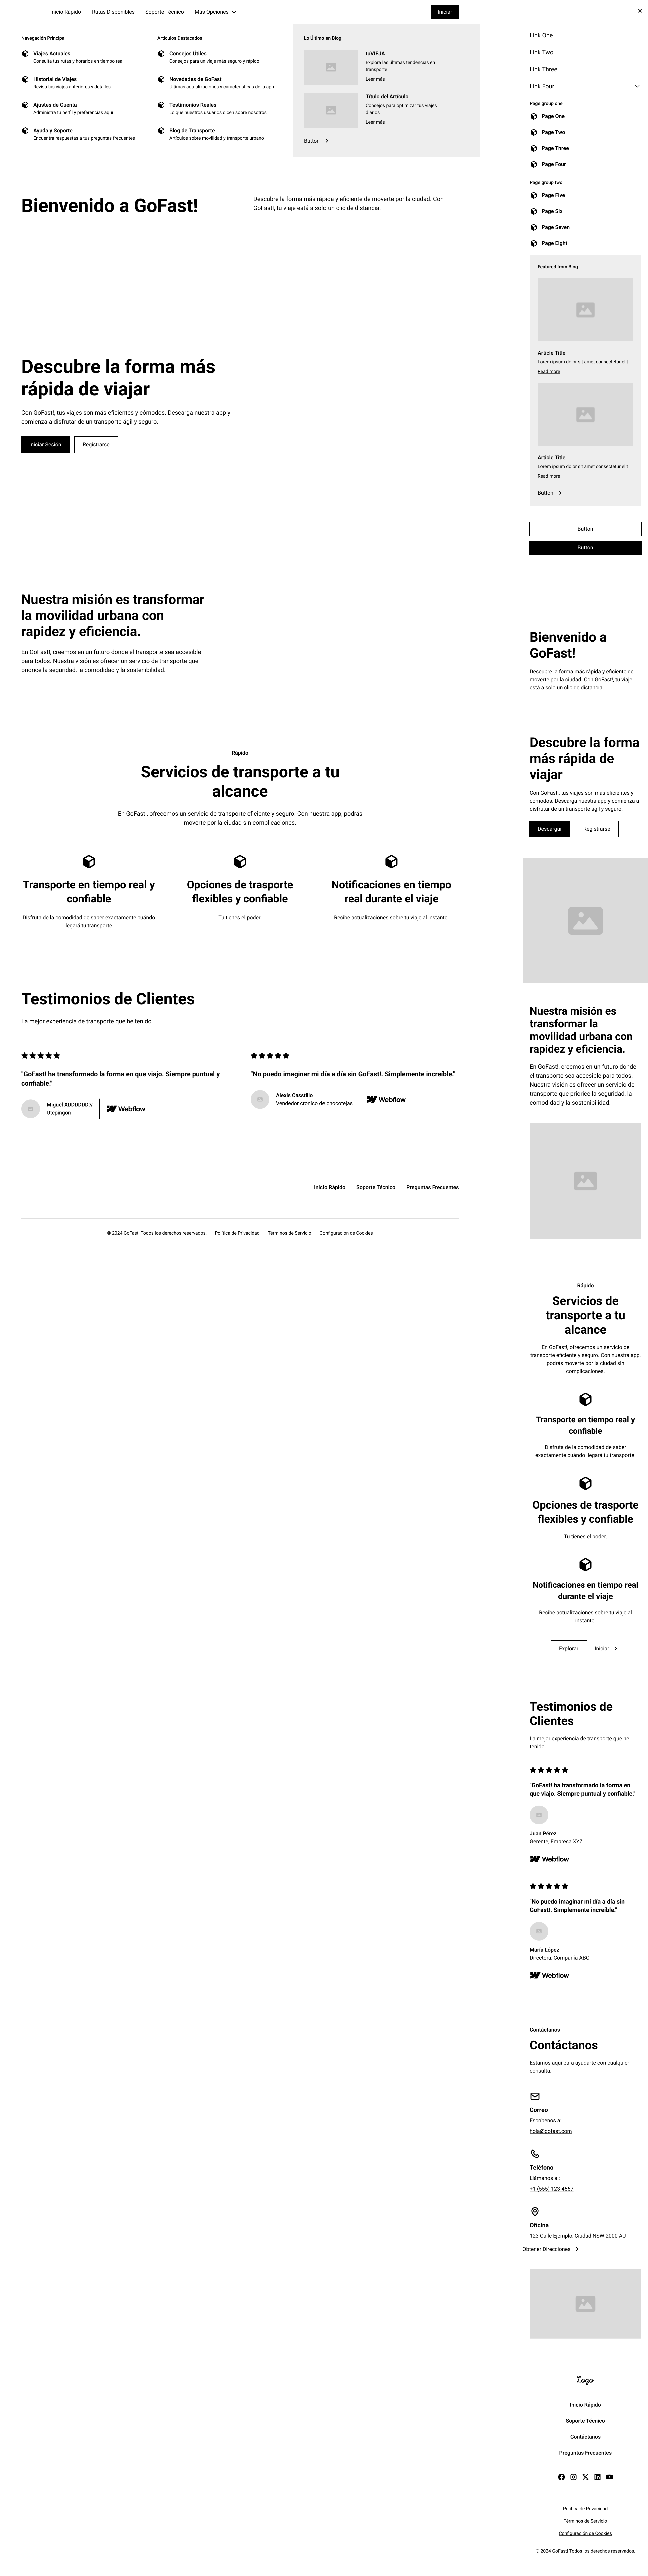 Inicio Rápido
Rutas Disponibles
Soporte Técnico
Más Opciones
Iniciar
Navegación Principal
Viajes Actuales
Consulta tus rutas y horarios en tiempo real
Historial de Viajes
Revisa tus viajes anteriores y detalles
Ajustes de Cuenta
Administra tu perfil y preferencias aquí
Ayuda y Soporte
Encuentra respuestas a tus preguntas frecuentes
Artículos Destacados
Consejos Útiles
Consejos para un viaje más seguro y rápido
Novedades de GoFast
Últimas actualizaciones y características de la app
Testimonios Reales
Lo que nuestros usuarios dicen sobre nosotros
Blog de Transporte
Artículos sobre movilidad y transporte urbano
Lo Último en Blog
tuVIEJA
Explora las últimas tendencias en
transporte
Leer más
Título del Artículo
Consejos para optimizar tus viajes
diarios
Leer más
Button
Bienvenido a GoFast!
Descubre la forma más rápida y eficiente de moverte por la ciudad. Con
GoFast!, tu viaje está a solo un clic de distancia.
Descubre la forma más
rápida de viajar
Con GoFast!, tus viajes son más eficientes y cómodos. Descarga nuestra app y
comienza a disfrutar de un transporte ágil y seguro.
Iniciar Sesión
Registrarse
Nuestra misión es transformar
la movilidad urbana con
rapidez y eficiencia.
En GoFast!, creemos en un futuro donde el transporte sea accesible
para todos. Nuestra visión es ofrecer un servicio de transporte que
priorice la seguridad, la comodidad y la sostenibilidad.
Rápido
Servicios de transporte a tu
alcance
En GoFast!, ofrecemos un servicio de transporte eficiente y seguro. Con nuestra app, podrás
moverte por la ciudad sin complicaciones.
Transporte en tiempo real y
confiable
Disfruta de la comodidad de saber exactamente cuándo
llegará tu transporte.
Opciones de trasporte
flexibles y confiable
Tu tienes el poder.
Notificaciones en tiempo
real durante el viaje
Recibe actualizaciones sobre tu viaje al instante.
Testimonios de Clientes
La mejor experiencia de transporte que he tenido.
"GoFast! ha transformado la forma en que viajo. Siempre puntual y
confiable."
Miguel XDDDDDD:v
Utepingon
Webflow
"No puedo imaginar mi día a día sin GoFast!. Simplemente increíble."
Alexis Casstillo
Vendedor cronico de chocotejas
Webflow
Inicio Rápido
Soporte Técnico
Preguntas Frecuentes
© 2024 GoFast! Todos los derechos reservados.
Política de Privacidad
Términos de Servicio
Configuración de Cookies
Link One
Link Two
Link Three
Link Four
Page group one
Page One
Page Two
Page Three
Page Four
Page group two
Page Five
Page Six
Page Seven
Page Eight
Featured from Blog
Article Title
Lorem ipsum dolor sit amet consectetur elit
Read more
Article Title
Lorem ipsum dolor sit amet consectetur elit
Read more
Button
Button
Button
Bienvenido a
GoFast!
Descubre la forma más rápida y eficiente de
moverte por la ciudad. Con GoFast!, tu viaje
está a solo un clic de distancia.
Descubre la forma
más rápida de
viajar
Con GoFast!, tus viajes son más eficientes y
cómodos. Descarga nuestra app y comienza a
disfrutar de un transporte ágil y seguro.
Descargar
Registrarse
Nuestra misión es
transformar la
movilidad urbana con
rapidez y eficiencia.
En GoFast!, creemos en un futuro donde
el transporte sea accesible para todos.
Nuestra visión es ofrecer un servicio de
transporte que priorice la seguridad, la
comodidad y la sostenibilidad.
Rápido
Servicios de
transporte a tu
alcance
En GoFast!, ofrecemos un servicio de
transporte eficiente y seguro. Con nuestra app,
podrás moverte por la ciudad sin
complicaciones.
Transporte en tiempo real y
confiable
Disfruta de la comodidad de saber
exactamente cuándo llegará tu transporte.
Opciones de trasporte
flexibles y confiable
Tu tienes el poder.
Notificaciones en tiempo real
durante el viaje
Recibe actualizaciones sobre tu viaje al
instante.
Explorar
Iniciar
Testimonios de
Clientes
La mejor experiencia de transporte que he
tenido.
"GoFast! ha transformado la forma en
que viajo. Siempre puntual y confiable."
Juan Pérez
Gerente, Empresa XYZ
Webflow
"No puedo imaginar mi día a día sin
GoFast!. Simplemente increíble."
María López
Directora, Compañía ABC
Webflow
Contáctanos
Contáctanos
Estamos aquí para ayudarte con cualquier
consulta.
Correo
Escríbenos a:
hola@gofast.com
Teléfono
Llámanos al:
+1 (555) 123-4567
Oficina
123 Calle Ejemplo, Ciudad NSW 2000 AU
Obtener Direcciones
Logo
Inicio Rápido
Soporte Técnico
Contáctanos
Preguntas Frecuentes
Política de Privacidad
Términos de Servicio
Configuración de Cookies
© 2024 GoFast! Todos los derechos reservados.